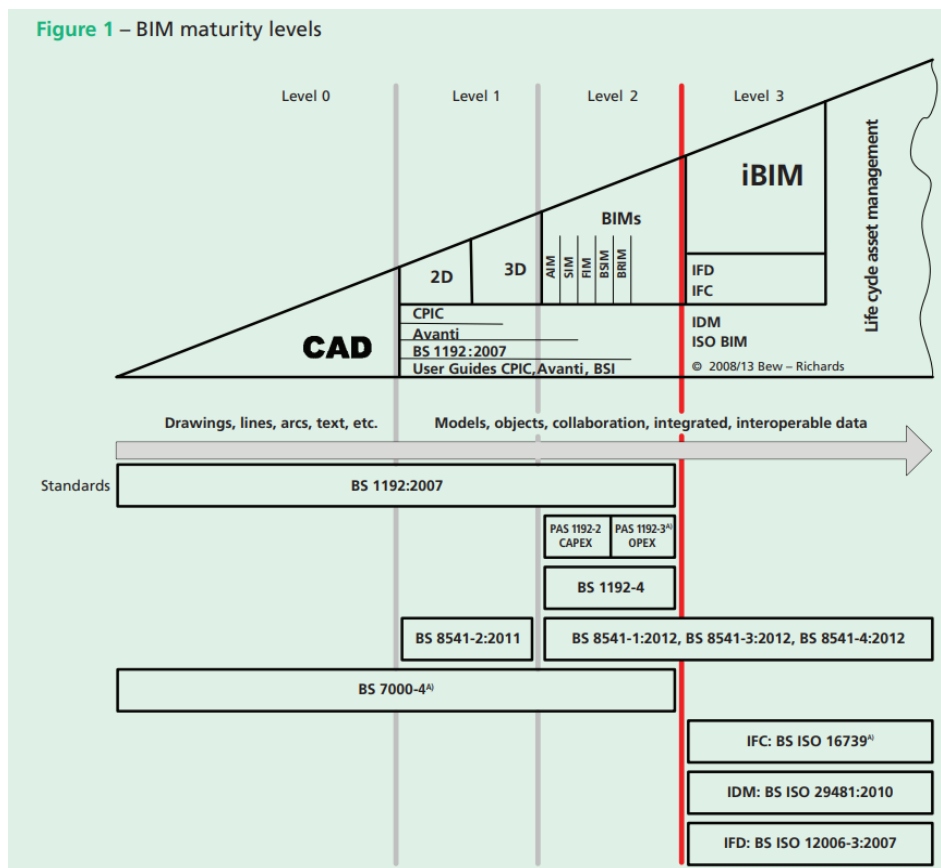 Figure 1 – BIM maturity levels
Level 0
Level 1
Level 2
Level 3
iBIM
BIMs
2D
3D
AIM
SIM
FIM
BSIM
BRIM
IFD
IFC
Life cycle asset management
CAD
CPIC
Avanti
BS 1192:2007
User Guides CPIC,Avanti, BSI
IDM
ISO BIM
© 2008/13 Bew – Richards
Drawings, lines, arcs, text, etc.
Models, objects, collaboration, integrated, interoperable data
Standards
BS 1192:2007
PAS 1192-2
CAPEX
PAS 1192-3A)
OPEX
BS 1192-4
BS 8541-2:2011
BS 8541-1:2012, BS 8541-3:2012, BS 8541-4:2012
BS 7000-4A)
IFC: BS ISO 16739A)
IDM: BS ISO 29481:2010
IFD: BS ISO 12006-3:2007